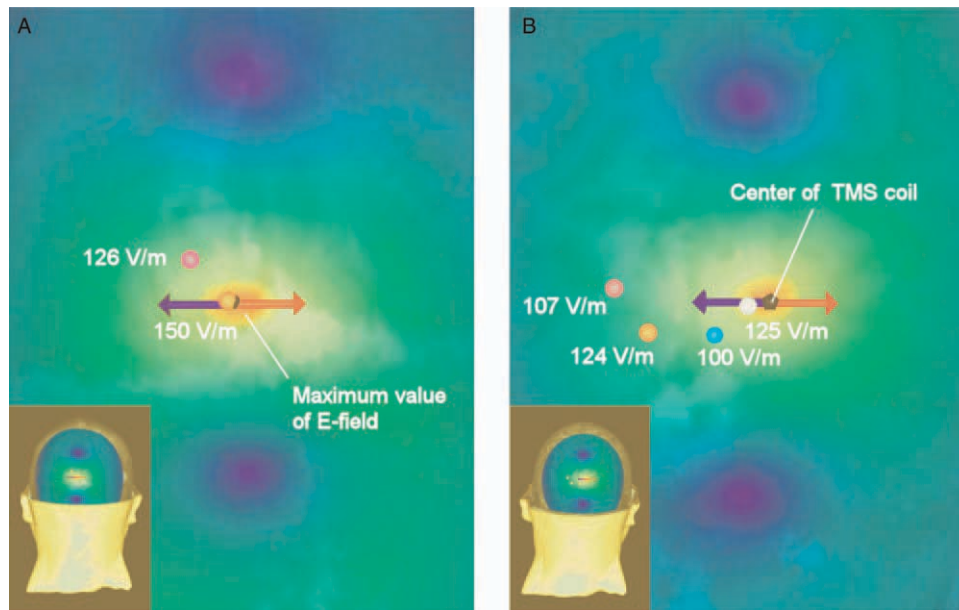 A
126 V/m
150 V/m
Maximum value
of E-field
B
Center of TMS coil
107 V/m
125 V/m
124 V/m
100 V/m